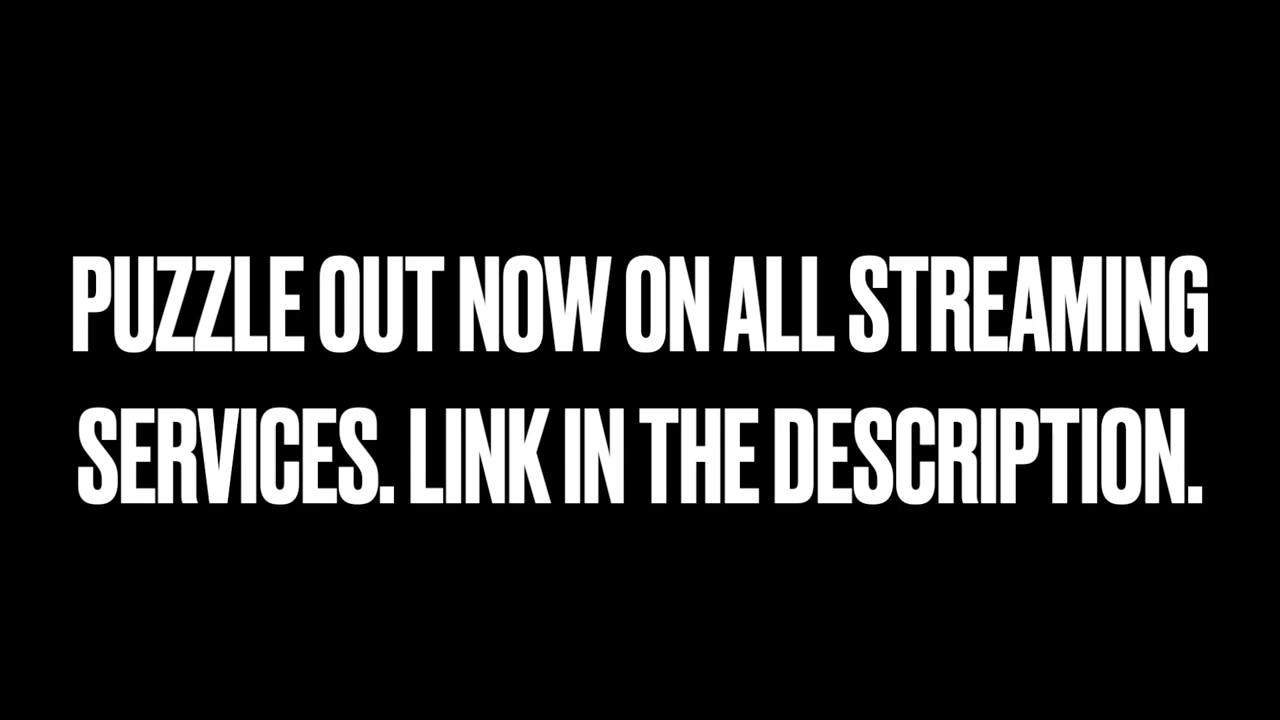 PUZZLE OUT NOW ON ALL STREAMING
SERVICES. LINK IN THE DESCRIPTION.